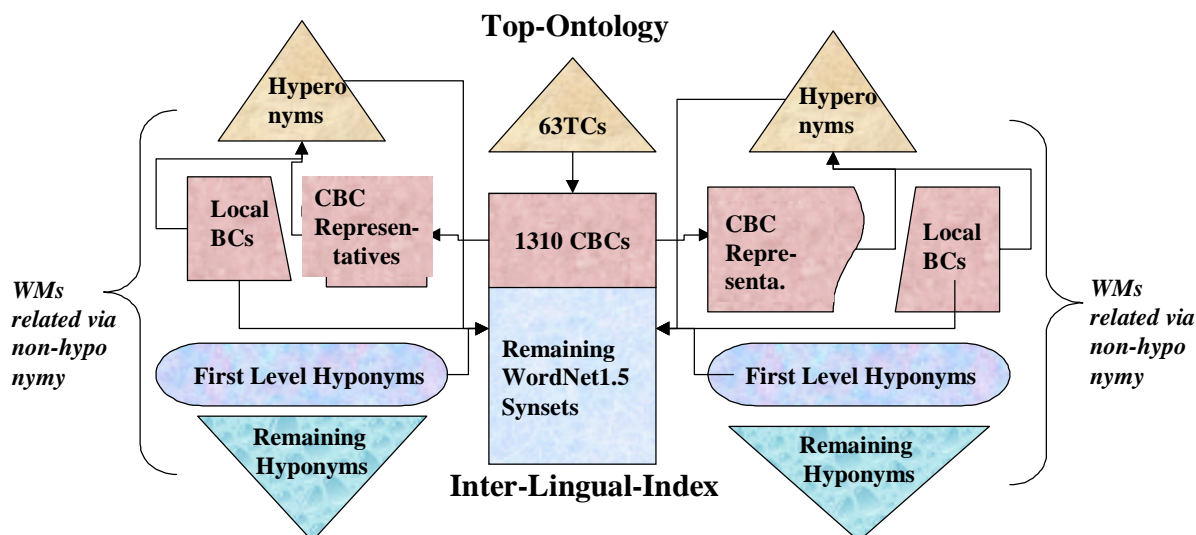 Top-Ontology
Hypero
nyms
63TCs
Hypero
nyms
Local
BCs
CBC
Represen-
tatives
1310 CBCs
CBC
Repre-
senta.
Local
BCs
WMs
related via
non-hypo
nymy
First Level Hyponyms
Remaining
WordNet1.5
Synsets
First Level Hyponyms
WMs
related via
non-hypo
nymy
Remaining
Hyponyms
Remaining
Hyponyms
Inter-Lingual-Index